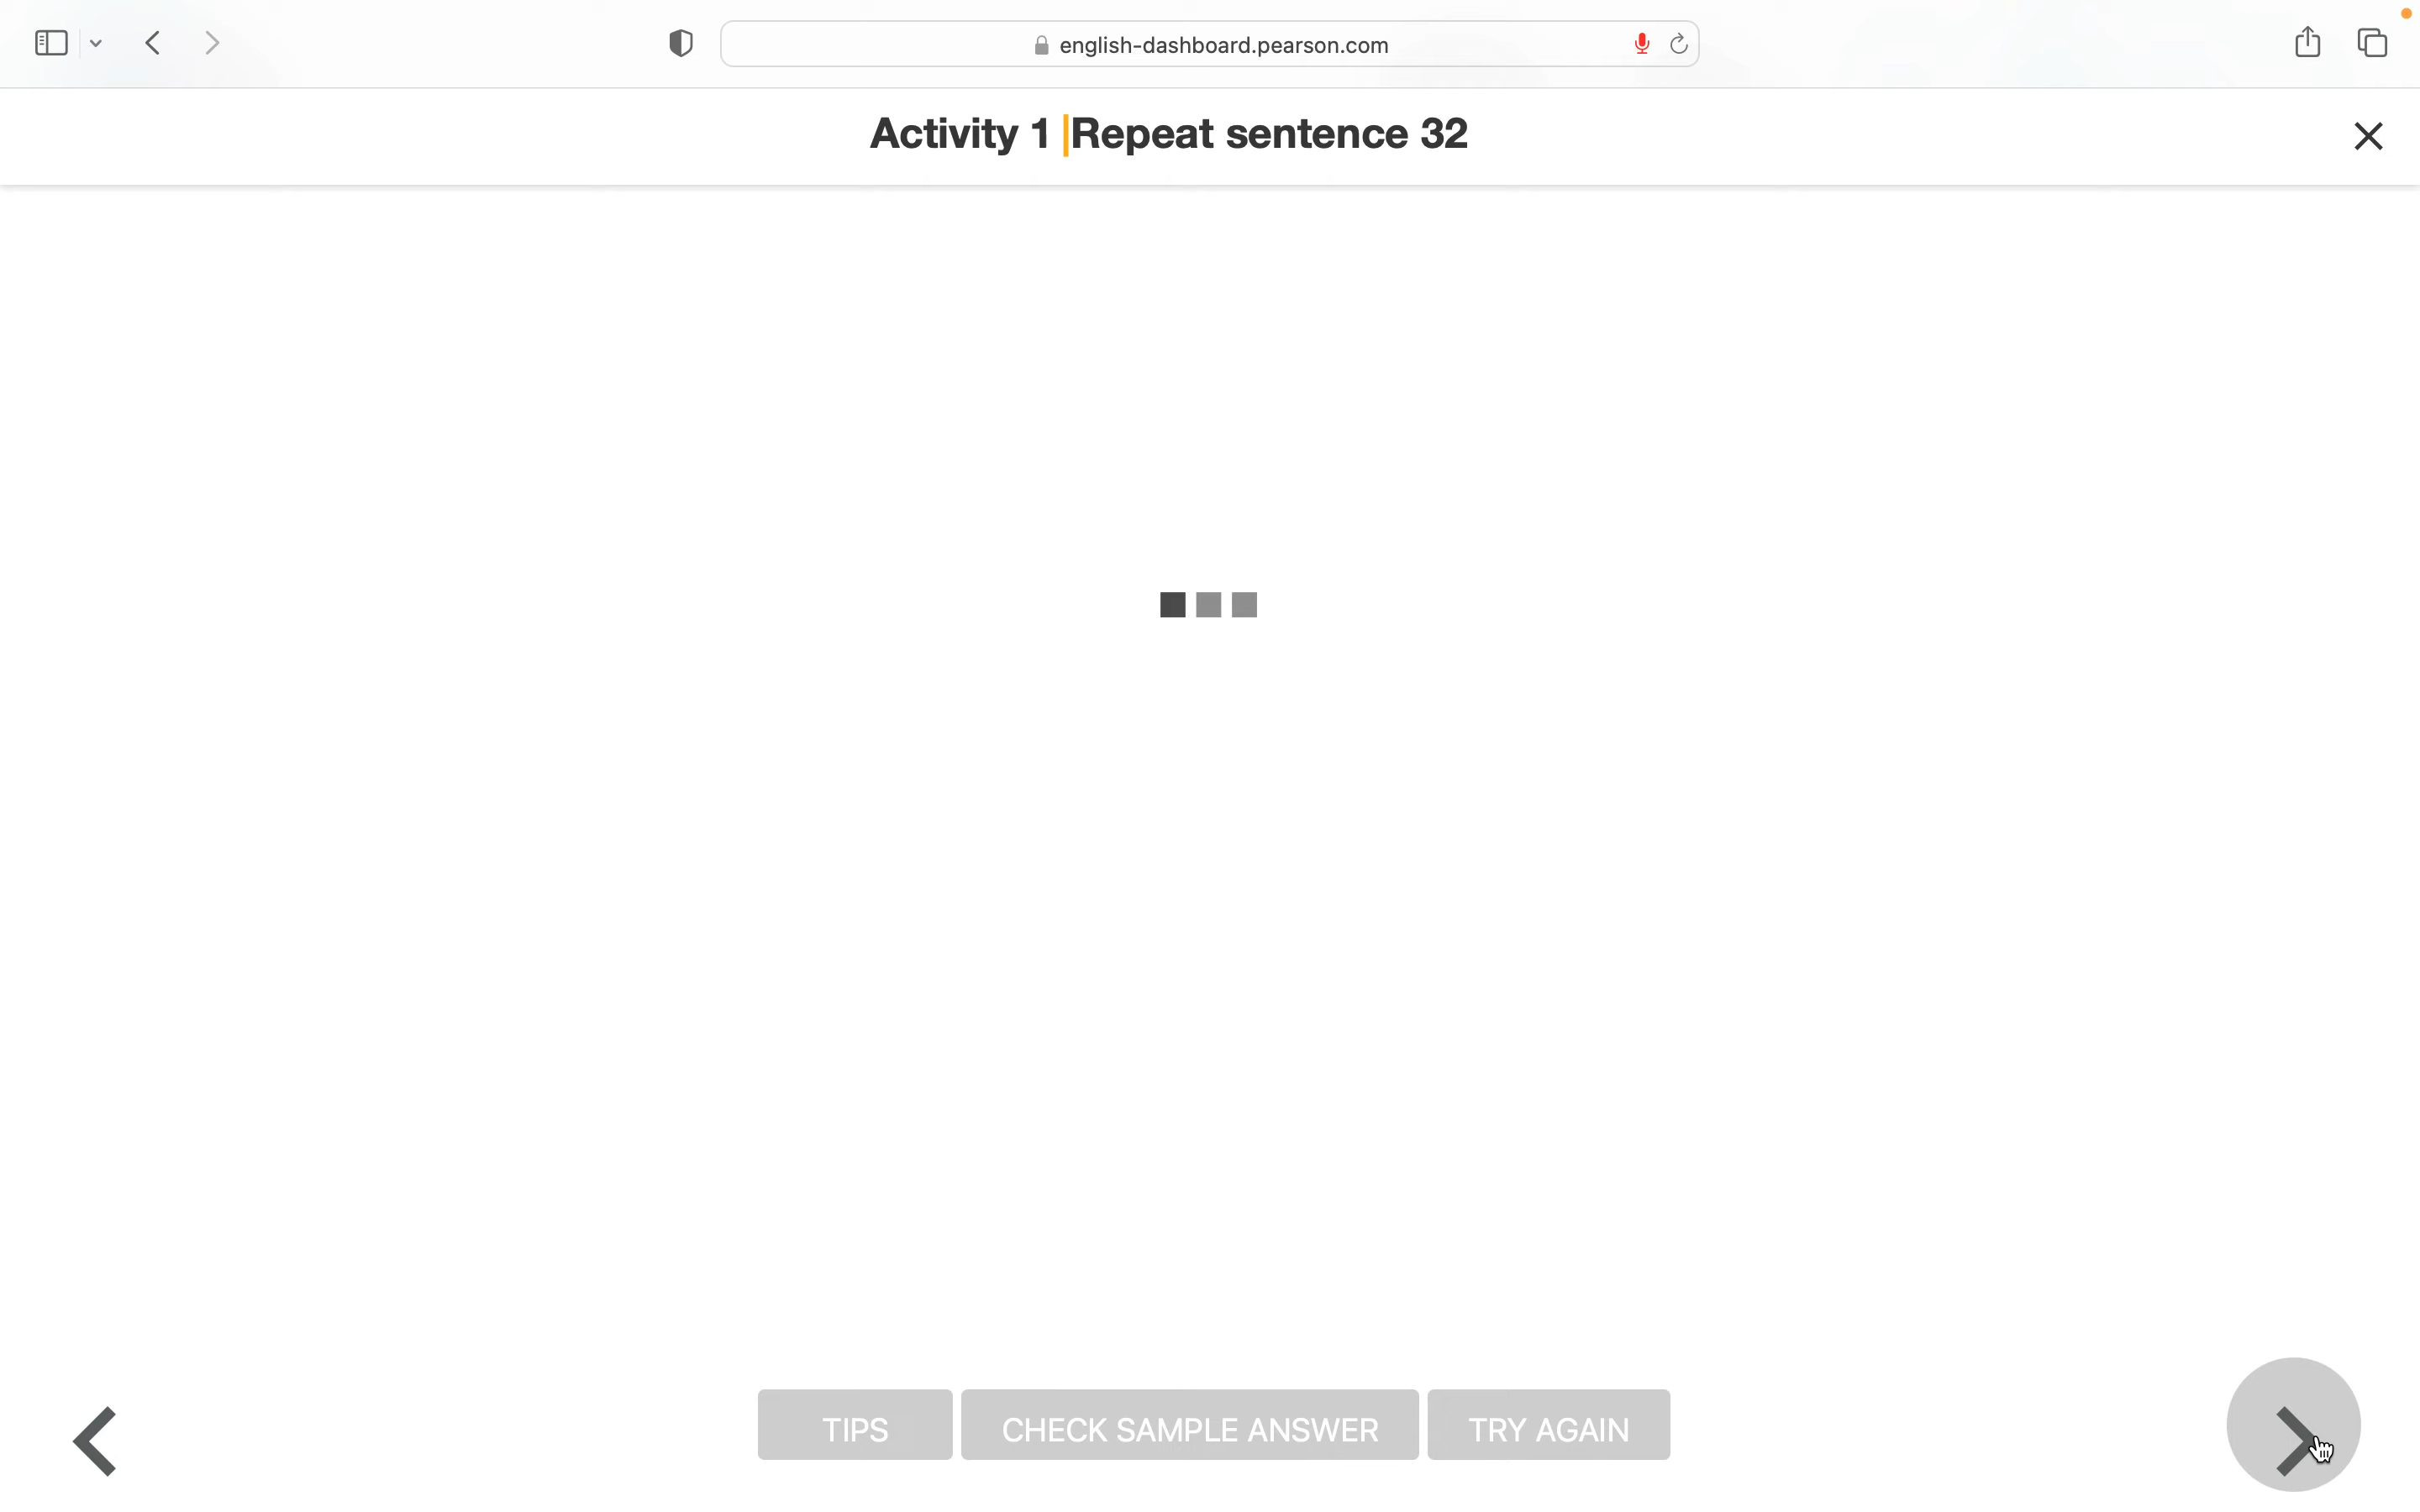 english-dashboard.pearson.com
Activity 1 |Repeat sentence 32
TIPS
CHECK SAMPLE ANSWER
TRY AGAIN